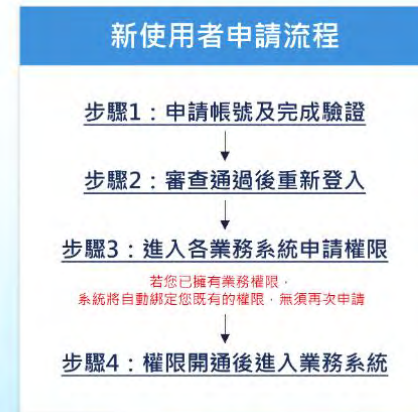 新使用者申請流程
步驟1：申請帳號及完成驗證
步驟2：審查通過後重新登入
步驟3：進入各業務系統申請權限
若您已擁有業務權限，
系統將自動綁定您既有的權限，無須再次申請
步驟4：權限開通後進入業務系統